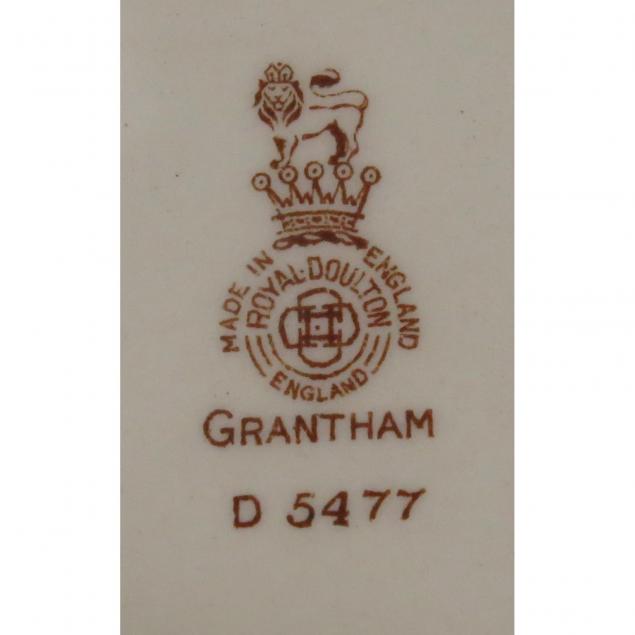 MADE IN ENGLAND
ROYAL·DOULTON
ENGLAND
GRANTHAM
D 5477